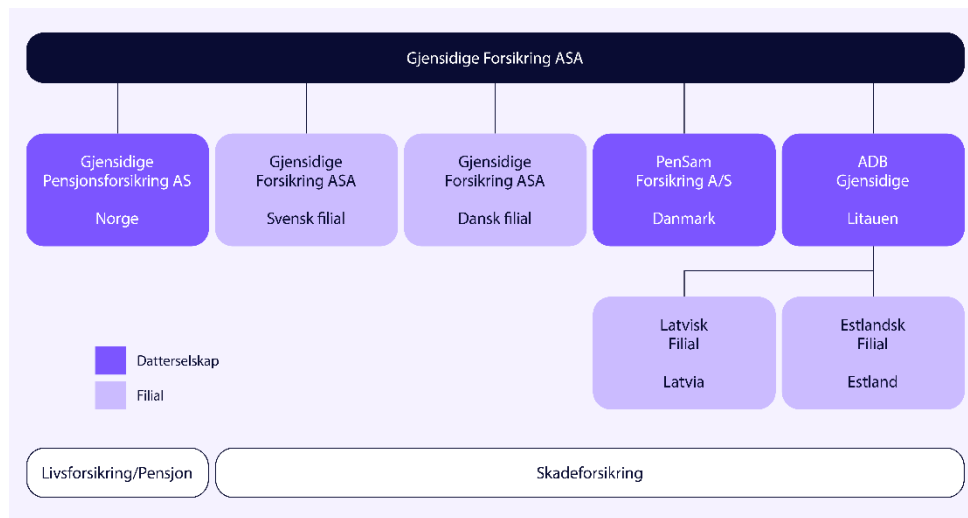 Gjensidige Forsikring ASA
Gjensidige
Pensjonsforsikring AS
Norge
Gjensidige
Forsikring ASA
Svensk filial
Gjensidige
Forsikring ASA
Dansk filial
PenSam
Forsikring A/S
Danmark
ADB
Gjensidige
Litauen
Latvisk
Filial
Latvia
Estlandsk
Filial
Estland
Datterselskap
Filial
Livsforsikring/Pensjon
Skadeforsikring